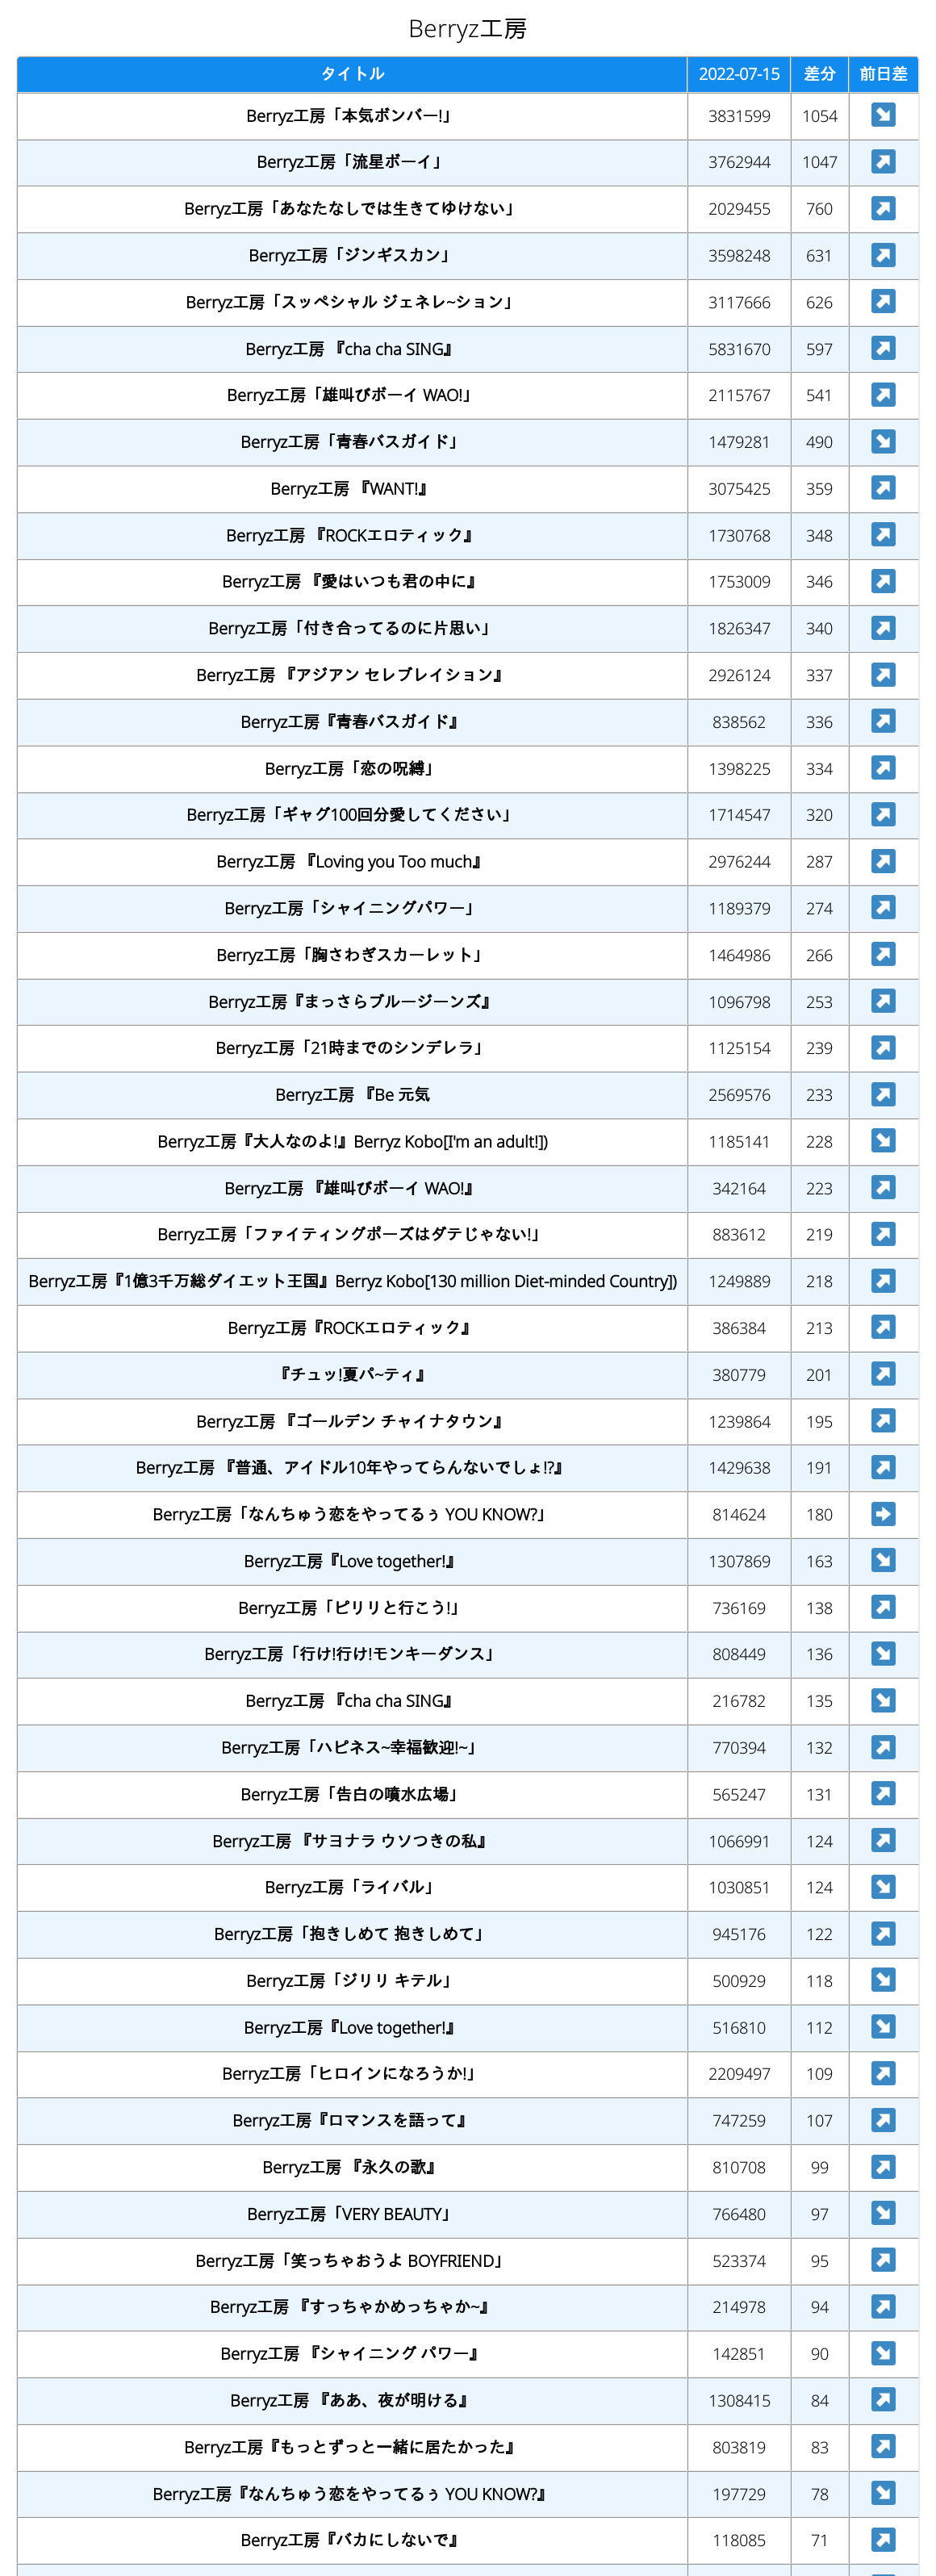 Berryz工房
タイトル 2022-07-15 差分 前日差
Berryz工房「本気ボンバー!」 3831599 1054 ↘
Berryz工房「流星ボーイ」 3762944 1047 ↗
Berryz工房「あなたなしでは生きてゆけない」 2029455 760 ↗
Berryz工房「ジンギスカン」 3598248 631 ↗
Berryz工房「スッペシャル ジェネレ~ション」 3117666 626 ↗
Berryz工房 『cha cha SING』 5831670 597 ↗
Berryz工房「雄叫びボーイ WAO!」 2115767 541 ↗
Berryz工房「青春バスガイド」 1479281 490 ↘
Berryz工房 『WANT!』 3075425 359 ↗
Berryz工房 『ROCKエロティック』 1730768 348 ↗
Berryz工房 『愛はいつも君の中に』 1753009 346 ↗
Berryz工房「付き合ってるのに片思い」 1826347 340 ↗
Berryz工房 『アジアン セレブレイション』 2926124 337 ↗
Berryz工房『青春バスガイド』 838562 336 ↗
Berryz工房「恋の呪縛」 1398225 334 ↗
Berryz工房「ギャグ100回分愛してください」 1714547 320 ↗
Berryz工房 『Loving you Too much』 2976244 287 ↗
Berryz工房「シャイニングパワー」 1189379 274 ↗
Berryz工房「胸さわぎスカーレット」 1464986 266 ↗
Berryz工房『まっさらブルージーンズ』 1096798 253 ↗
Berryz工房「21時までのシンデレラ」 1125154 239 ↗
Berryz工房 『Be 元気 2569576 233 ↗
Berryz工房『大人なのよ!』Berryz Kobo[I'm an adult!]) 1185141 228 ↘
Berryz工房 『雄叫びボーイ WAO!』 342164 223 ↗
Berryz工房「ファイティングポーズはダテじゃない!」 883612 219 ↗
Berryz工房『1億3千万総ダイエット王国』Berryz Kobo[130 million Diet-minded Country]) 1249889 218 ↗
Berryz工房『ROCKエロティック』 386384 213 ↗
『チュッ!夏パ~ティ』 380779 201 ↗
Berryz工房 『ゴールデン チャイナタウン』 1239864 195 ↗
Berryz工房 『普通、アイドル10年やってらんないでしょ!?』 1429638 191 ↗
Berryz工房「なんちゅう恋をやってるぅ YOU KNOW?」 814624 180 →
Berryz工房『Love together!』 1307869 163 ↘
Berryz工房「ピリリと行こう!」 736169 138 ↗
Berryz工房「行け!行け!モンキーダンス」 808449 136 ↘
Berryz工房 『cha cha SING』 216782 135 ↘
Berryz工房「ハピネス~幸福歓迎!~」 770394 132 ↗
Berryz工房「告白の噴水広場」 565247 131 ↗
Berryz工房 『サヨナラ ウソつきの私』 1066991 124 ↗
Berryz工房「ライバル」 1030851 124 ↘
Berryz工房「抱きしめて 抱きしめて」 945176 122 ↗
Berryz工房「ジリリ キテル」 500929 118 ↘
Berryz工房『Love together!』 516810 112 ↘
Berryz工房「ヒロインになろうか!」 2209497 109 ↗
Berryz工房『ロマンスを語って』 747259 107 ↗
Berryz工房 『永久の歌』 810708 99 ↗
Berryz工房「VERY BEAUTY」 766480 97 ↘
Berryz工房「笑っちゃおうよ BOYFRIEND」 523374 95 ↗
Berryz工房 『すっちゃかめっちゃか~』 214978 94 ↗
Berryz工房 『シャイニング パワー』 142851 90 ↘
Berryz工房 『ああ、夜が明ける』 1308415 84 ↗
Berryz工房『もっとずっと一緒に居たかった』 803819 83 ↗
Berryz工房『なんちゅう恋をやってるぅ YOU KNOW?』 197729 78 ↘
Berryz工房『バカにしないで』 118085 71 ↗